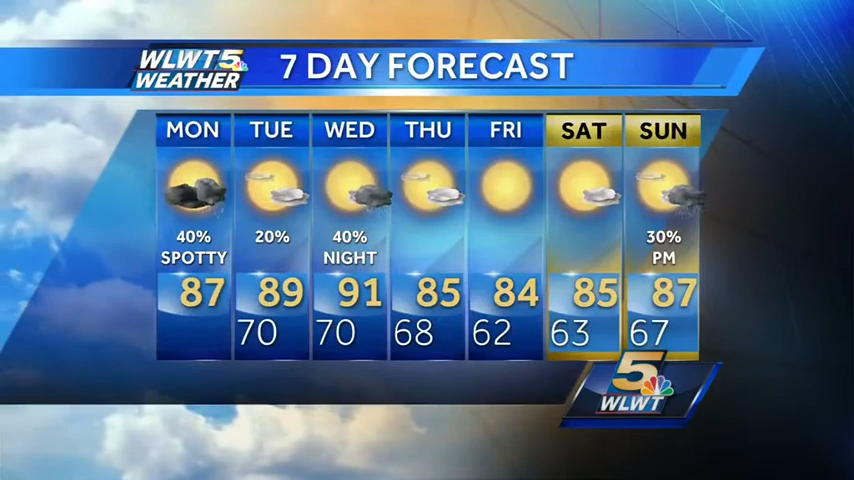 WLWT 5
WEATHER
7 DAY FORECAST
MON TUE WED THU FRI SAT SUN
40% 20% 40% 30%
SPOTTY NIGHT PM
87 89 91 85 84 85 87
70 70 68 62 63 67
5
WLWT